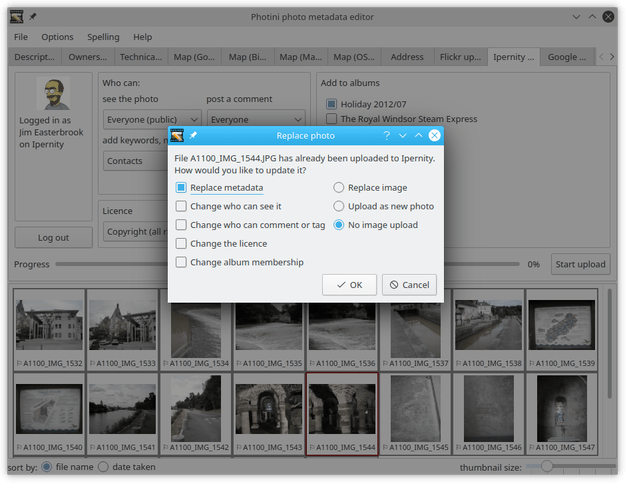 Photini photo metadata editor
File Options Spelling Help
Descript... Owners... Technica... Map (Go... Map (Bi... Map (Ma... Map (OS... Address Flickr up... Ipernity ... Google ...
Who can:
Add to albums
see the photo post a comment
Holiday 2012/07
Logged in as
Jim Easterbrook
on Ipernity
Everyone (public) Everyone
The Royal Windsor Steam Express
add keywords, n
Contacts
Licence
Copyright (all r
Log out
Replace photo
File A1100_IMG_1544.JPG has already been uploaded to Ipernity.
How would you like to update it?
Replace metadata Replace image
Change who can see it Upload as new photo
Change who can comment or tag No image upload
Change the licence
Change album membership
OK Cancel
Progress 0% Start upload
A1100_IMG_1532 A1100_IMG_1533 A1100_IMG_1534 A1100_IMG_1535 A1100_IMG_1536 A1100_IMG_1537 A1100_IMG_1538 A1100_IMG_1539
A1100_IMG_1540 A1100_IMG_1541 A1100_IMG_1542 A1100_IMG_1543 A1100_IMG_1544 A1100_IMG_1545 A1100_IMG_1546 A1100_IMG_1547
sort by: file name date taken thumbnail size: